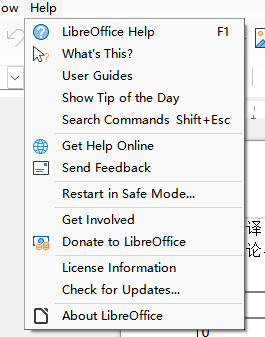 ow Help
LibreOffice Help F1
What's This?
User Guides
Show Tip of the Day
Search Commands Shift+Esc
Get Help Online
Send Feedback
Restart in Safe Mode...
Get Involved
Donate to LibreOffice
License Information
Check for Updates...
About LibreOffice
译
论
10